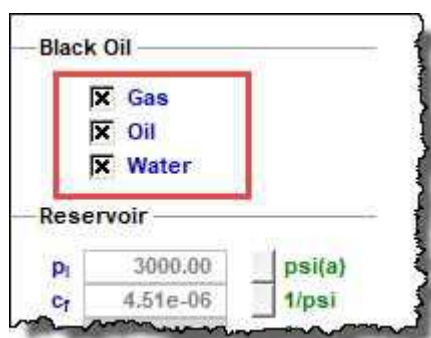 Black Oil
Gas
Oil
Water
Reservoir
pi 3000.00 psi(a)
cf 4.51e-06 1/psi